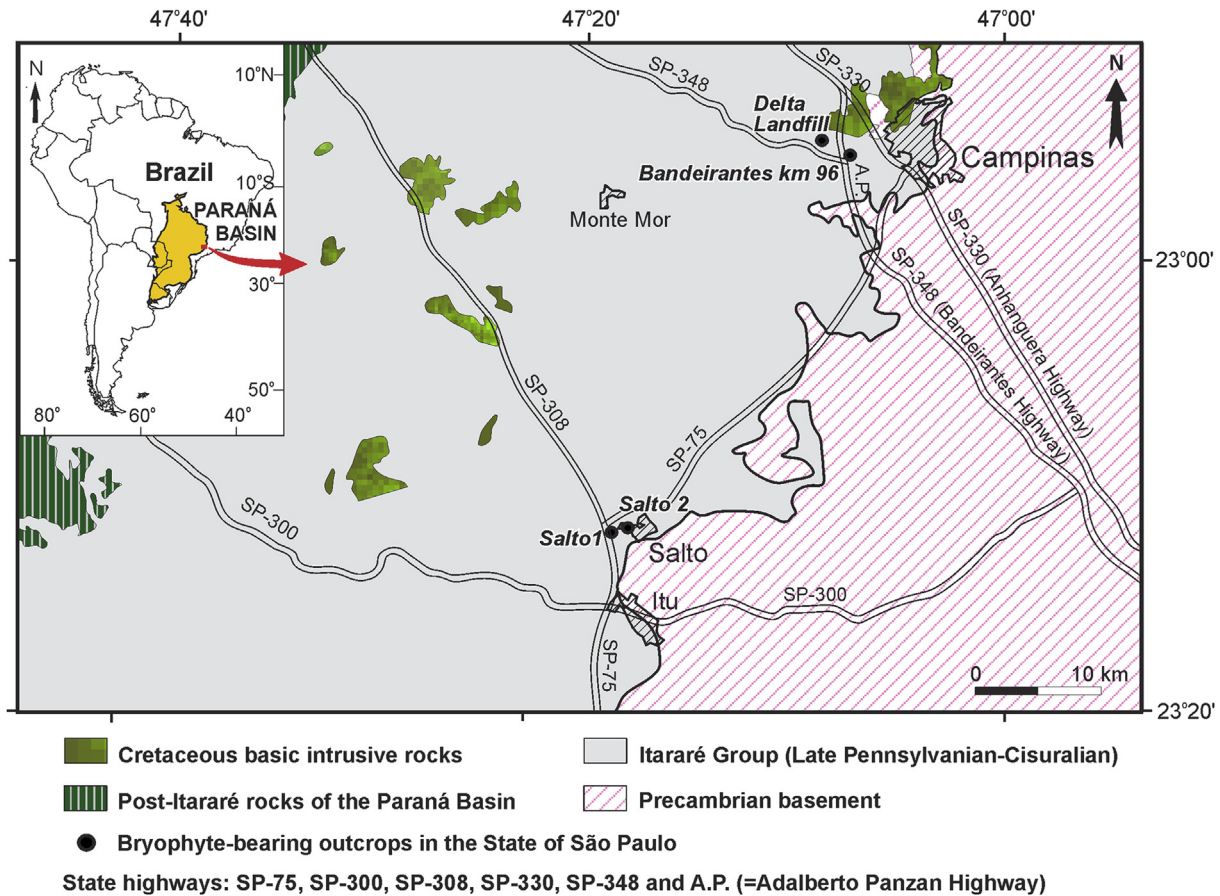 47°40'
47°20'
47°00'
N
10°N
Brazil
10°S
PARANÁ
BASIN
30°
50°
80°
60°
40°
SP-348
SP-330
N
Delta
Landfill
Campinas
Bandeirantes km 96
A.P.
Monte Mor
SP-330 (Anhanguera Highway)
23°00'
SP-348 (Bandeirantes Highway)
SP-308
SP-75
SP-300
Salto 2
Salto1
Salto
SP-300
Itu
SP-75
0
10 km
23°20'
Cretaceous basic intrusive rocks
Itararé Group (Late Pennsylvanian-Cisuralian)
Post-Itararé rocks of the Paraná Basin
Precambrian basement
Bryophyte-bearing outcrops in the State of São Paulo
State highways: SP-75, SP-300, SP-308, SP-330, SP-348 and A.P. (=Adalberto Panzan Highway)